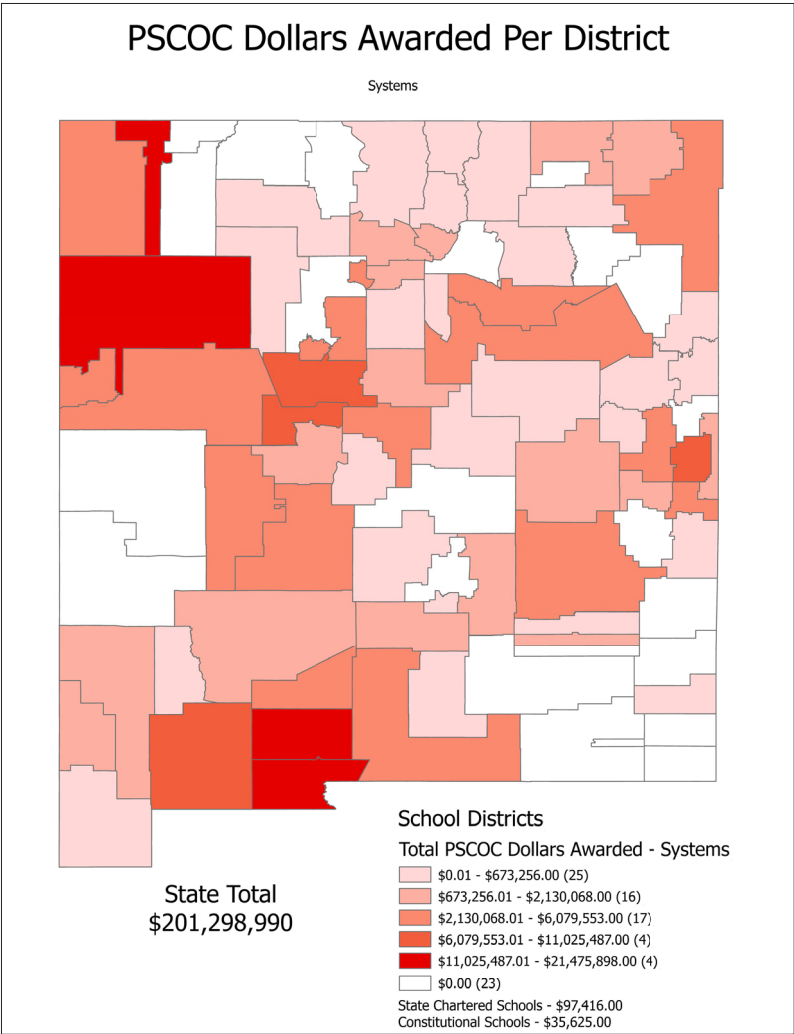 PSCOC Dollars Awarded Per District
Systems
School Districts
Total PSCOC Dollars Awarded - Systems
$0.01 - $673,256.00 (25)
$673,256.01 - $2,130,068.00 (16)
$2,130,068.01 - $6,079,553.00 (17)
$6,079,553.01 - $11,025,487.00 (4)
$11,025,487.01 - $21,475,898.00 (4)
$0.00 (23)
State Chartered Schools - $97,416.00
Constitutional Schools - $35,625.00
State Total
$201,298,990